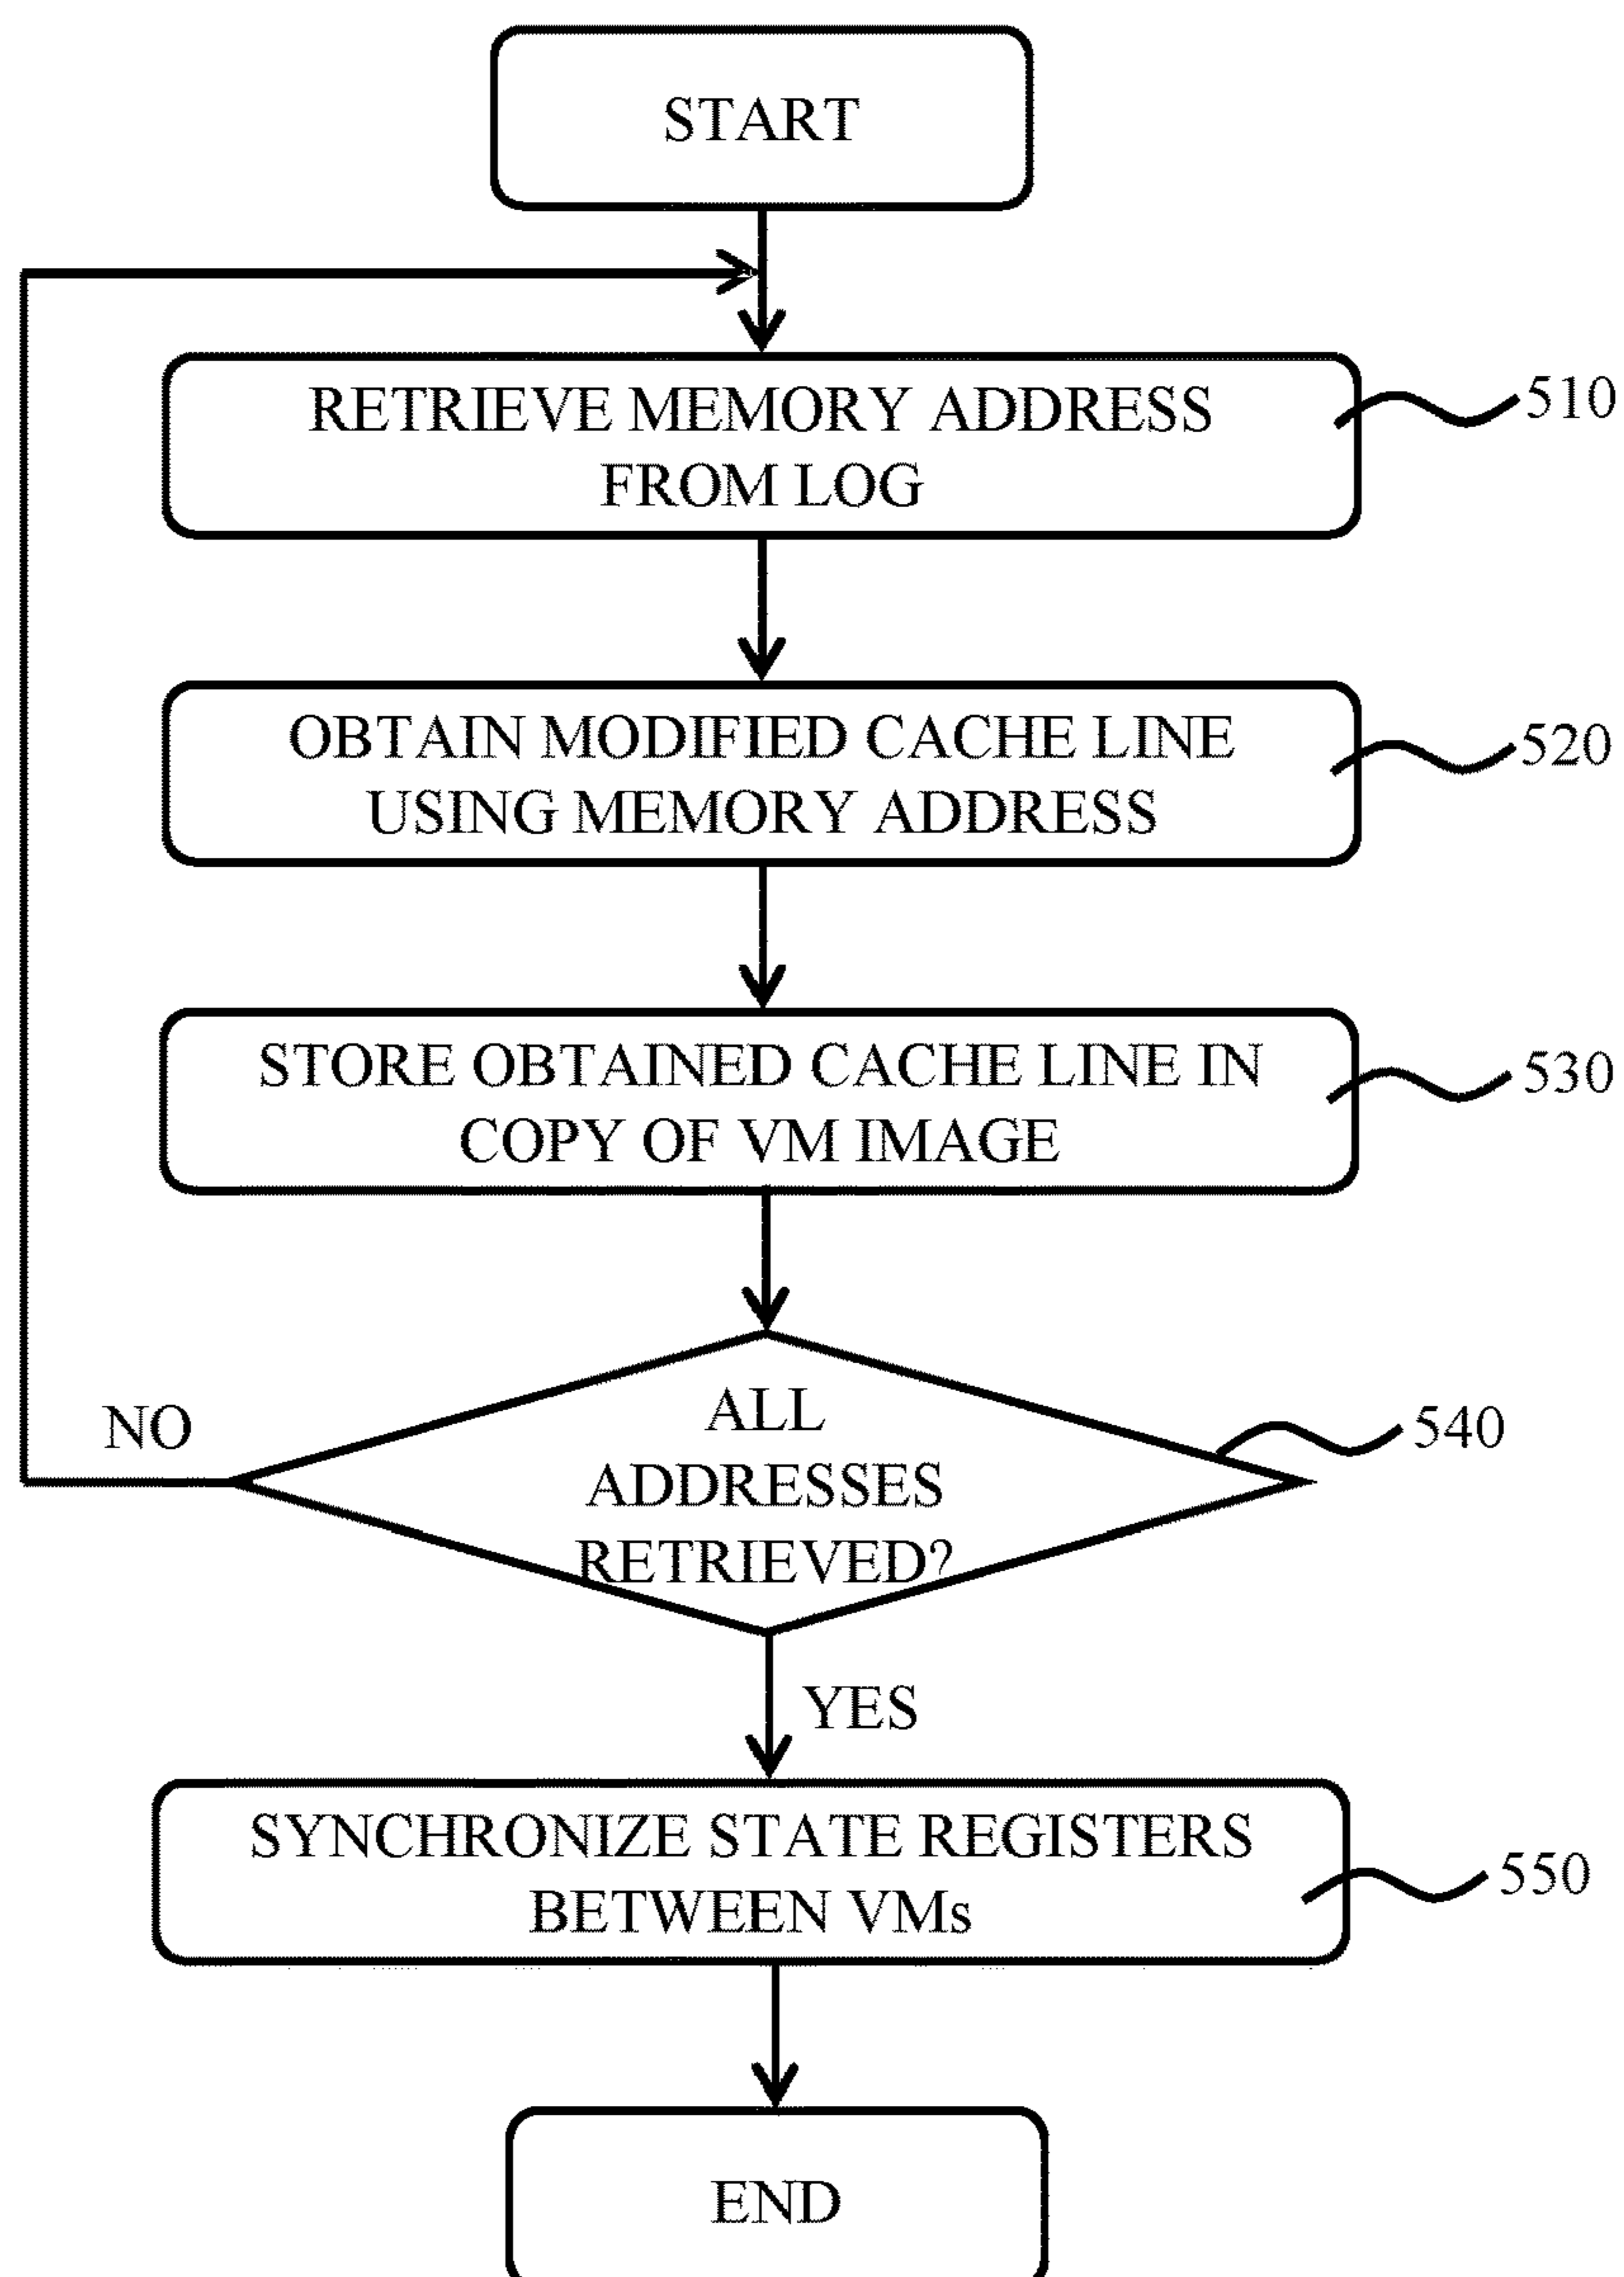 START
RETRIEVE MEMORY ADDRESS
FROM LOG
510
OBTAIN MODIFIED CACHE LINE
USING MEMORY ADDRESS
520
STORE OBTAINED CACHE LINE IN
COPY OF VM IMAGE
530
NO
ALL
ADDRESSES
RETRIEVED?
540
YES
SYNCHRONIZE STATE REGISTERS
BETWEEN VMs
550
END